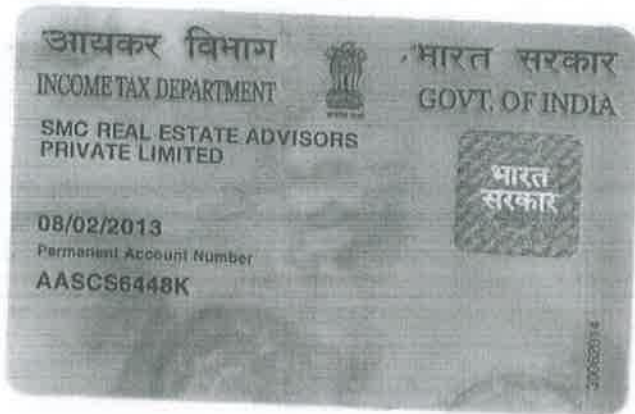 आयकर विभाग
INCOME TAX DEPARTMENT
भारत सरकार
GOVT. OF INDIA
SMC REAL ESTATE ADVISORS
PRIVATE LIMITED
भारत
सरकार
08/02/2013
Permanent Account Number
AASCS6448K